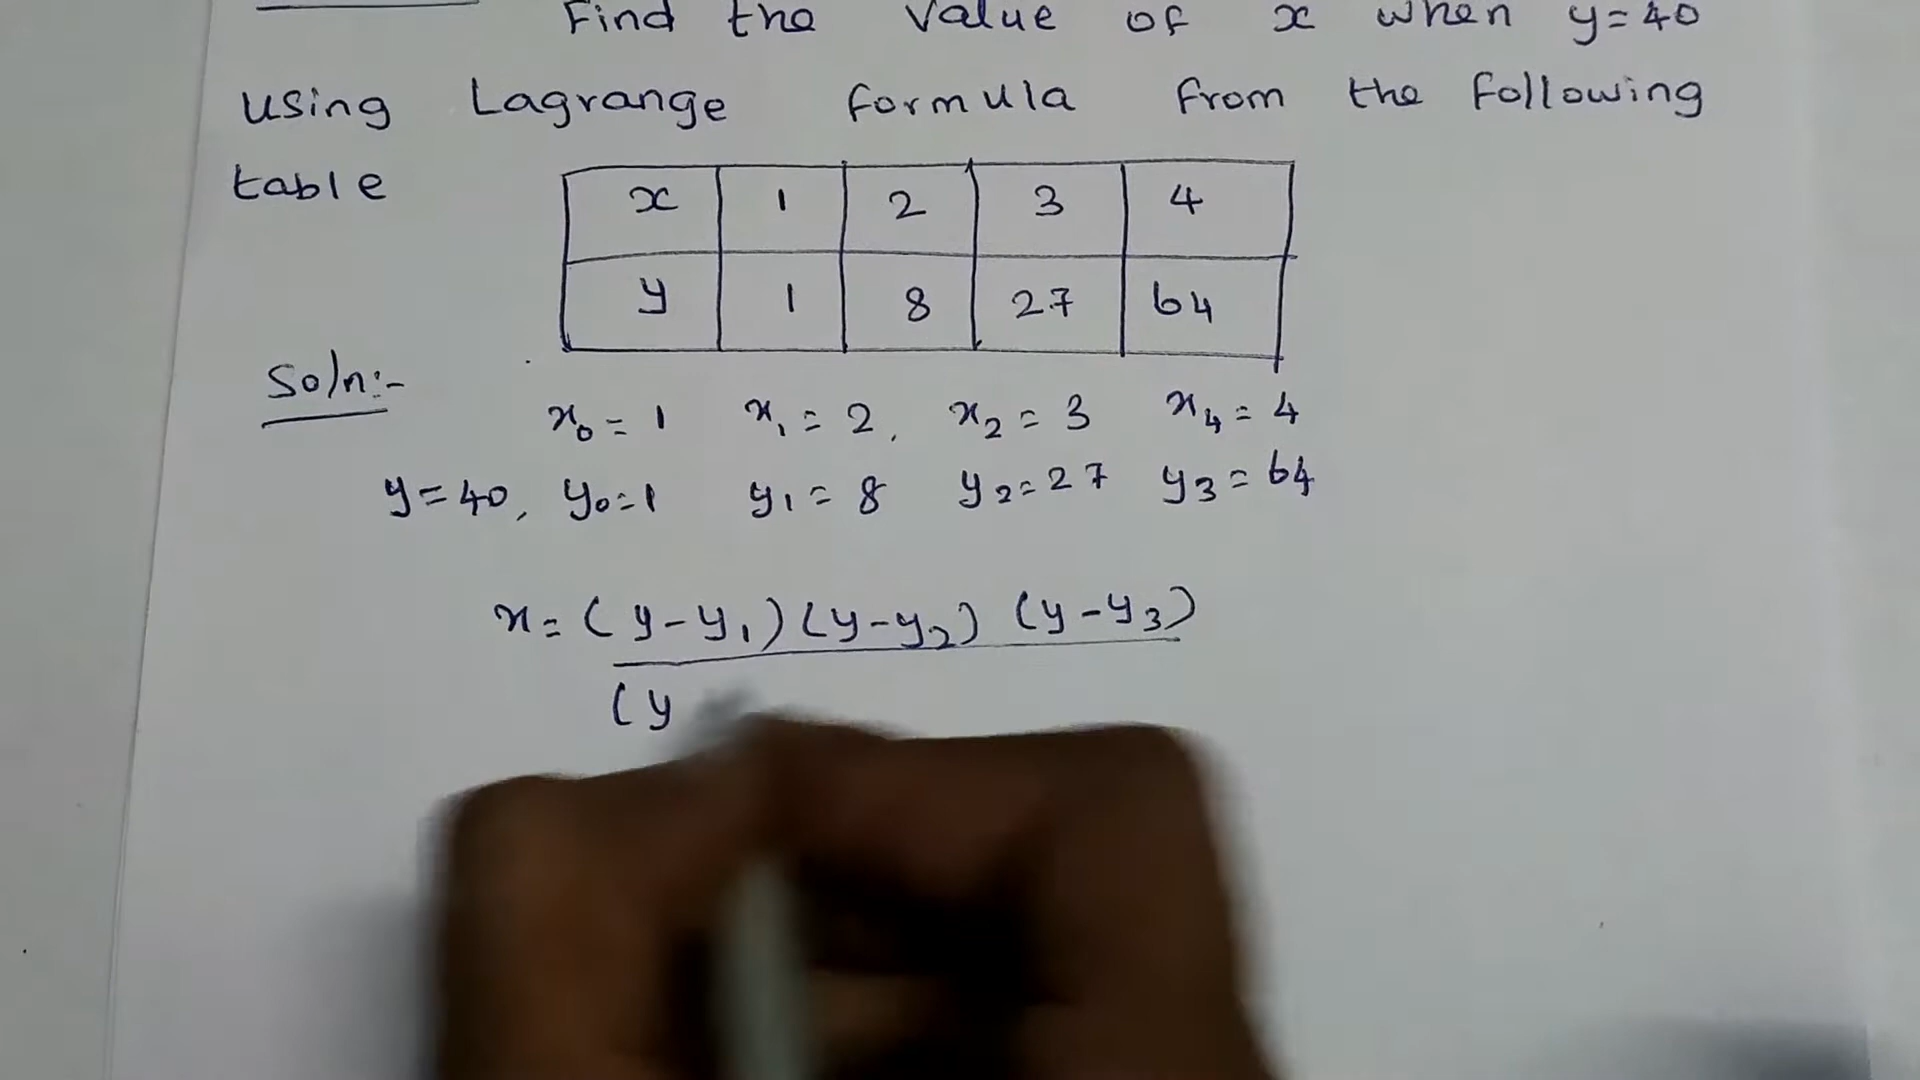 Find the value of x when y=40
using Lagrange formula from the following
table
x 1 2 3 4
y 1 8 27 64
Soln:-
x₀ = 1 x₁ = 2, x₂ = 3 x₄ = 4
y=40, y₀=1 y₁ = 8 y₂=27 y₃=64
x= (y-y₁)(y-y₂) (y-y₃)
(y